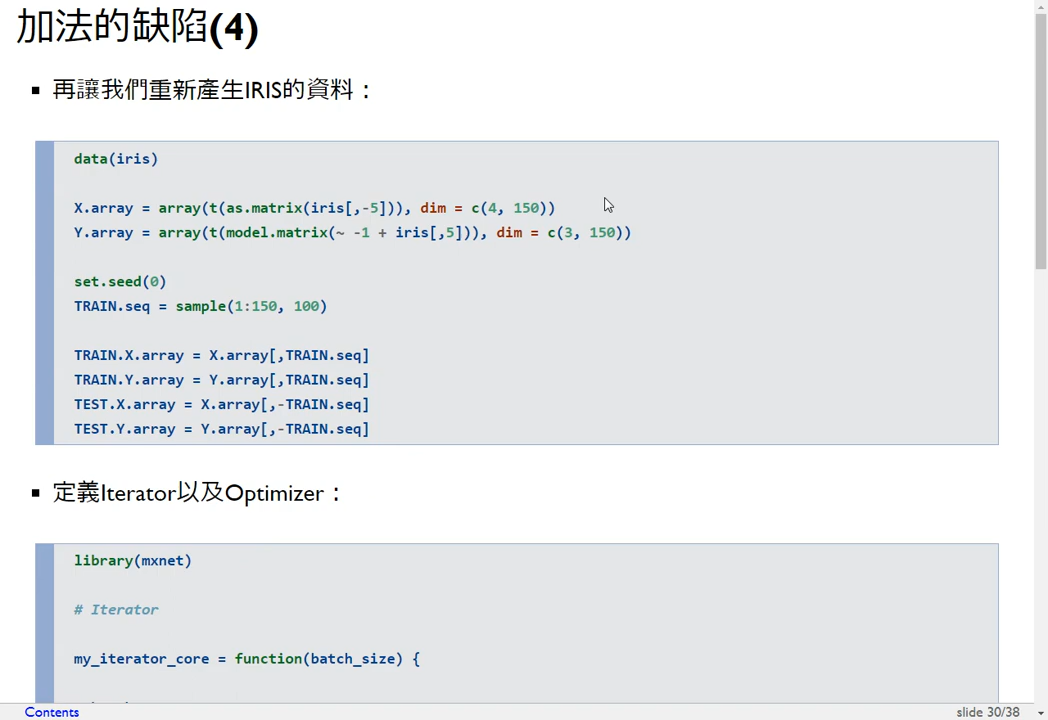 加法的缺陷(4)
再讓我們重新產生IRIS的資料：
data(iris)
X.array = array(t(as.matrix(iris[,-5])), dim = c(4, 150))
Y.array = array(t(model.matrix(~ -1 + iris[,5])), dim = c(3, 150))
set.seed(0)
TRAIN.seq = sample(1:150, 100)
TRAIN.X.array = X.array[,TRAIN.seq]
TRAIN.Y.array = Y.array[,TRAIN.seq]
TEST.X.array = X.array[,-TRAIN.seq]
TEST.Y.array = Y.array[,-TRAIN.seq]
定義Iterator以及Optimizer：
library(mxnet)
# Iterator
my_iterator_core = function(batch_size) {
Contents
slide 30/38